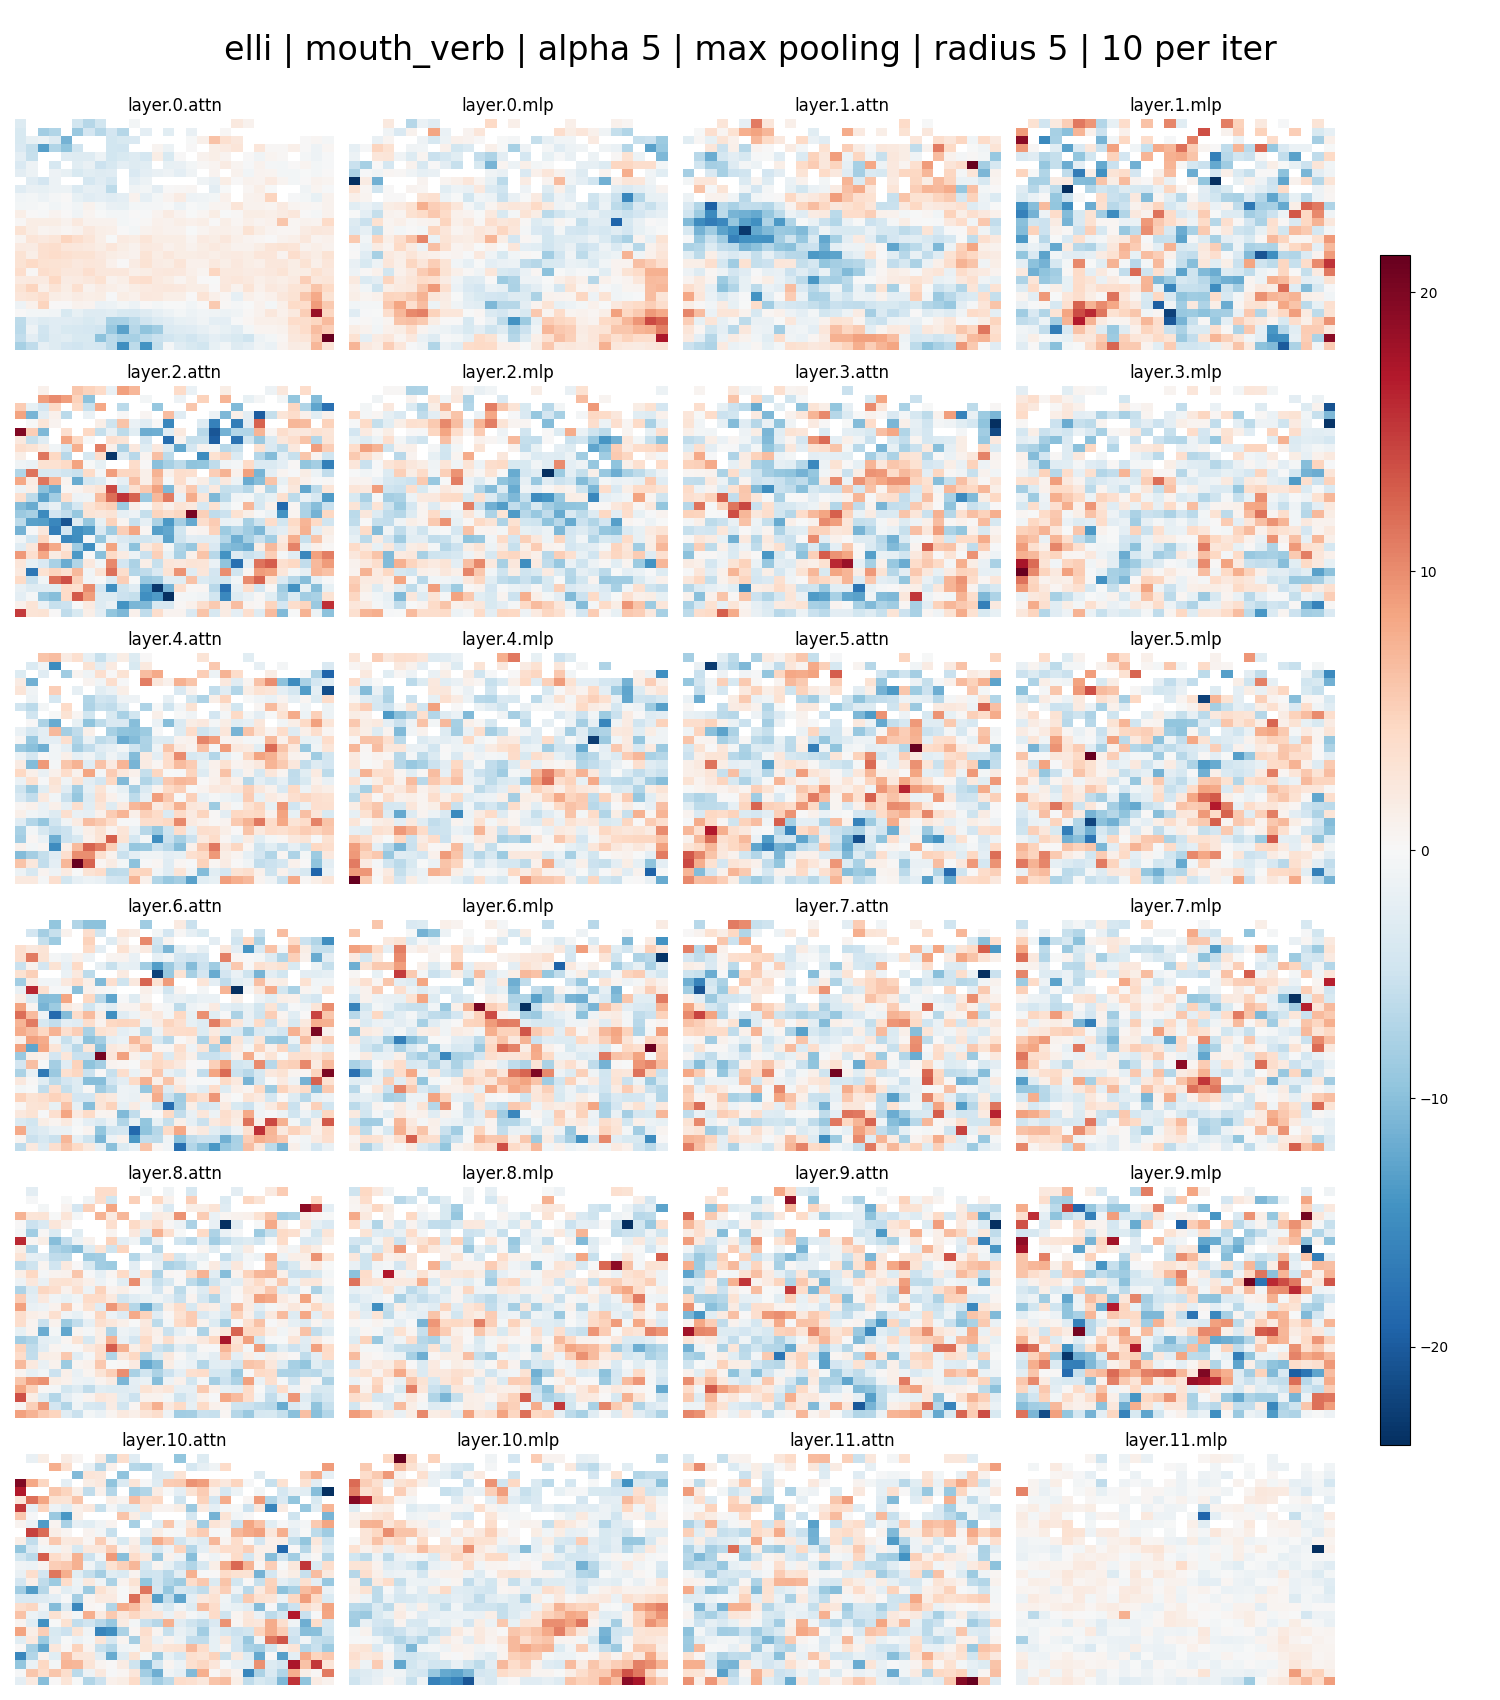 elli | mouth_verb | alpha 5 | max pooling | radius 5 | 10 per iter
layer.0.attn layer.0.mlp layer.1.attn layer.1.mlp
layer.2.attn layer.2.mlp layer.3.attn layer.3.mlp
layer.4.attn layer.4.mlp layer.5.attn layer.5.mlp
layer.6.attn layer.6.mlp layer.7.attn layer.7.mlp
layer.8.attn layer.8.mlp layer.9.attn layer.9.mlp
layer.10.attn layer.10.mlp layer.11.attn layer.11.mlp
20
10
0
−10
−20